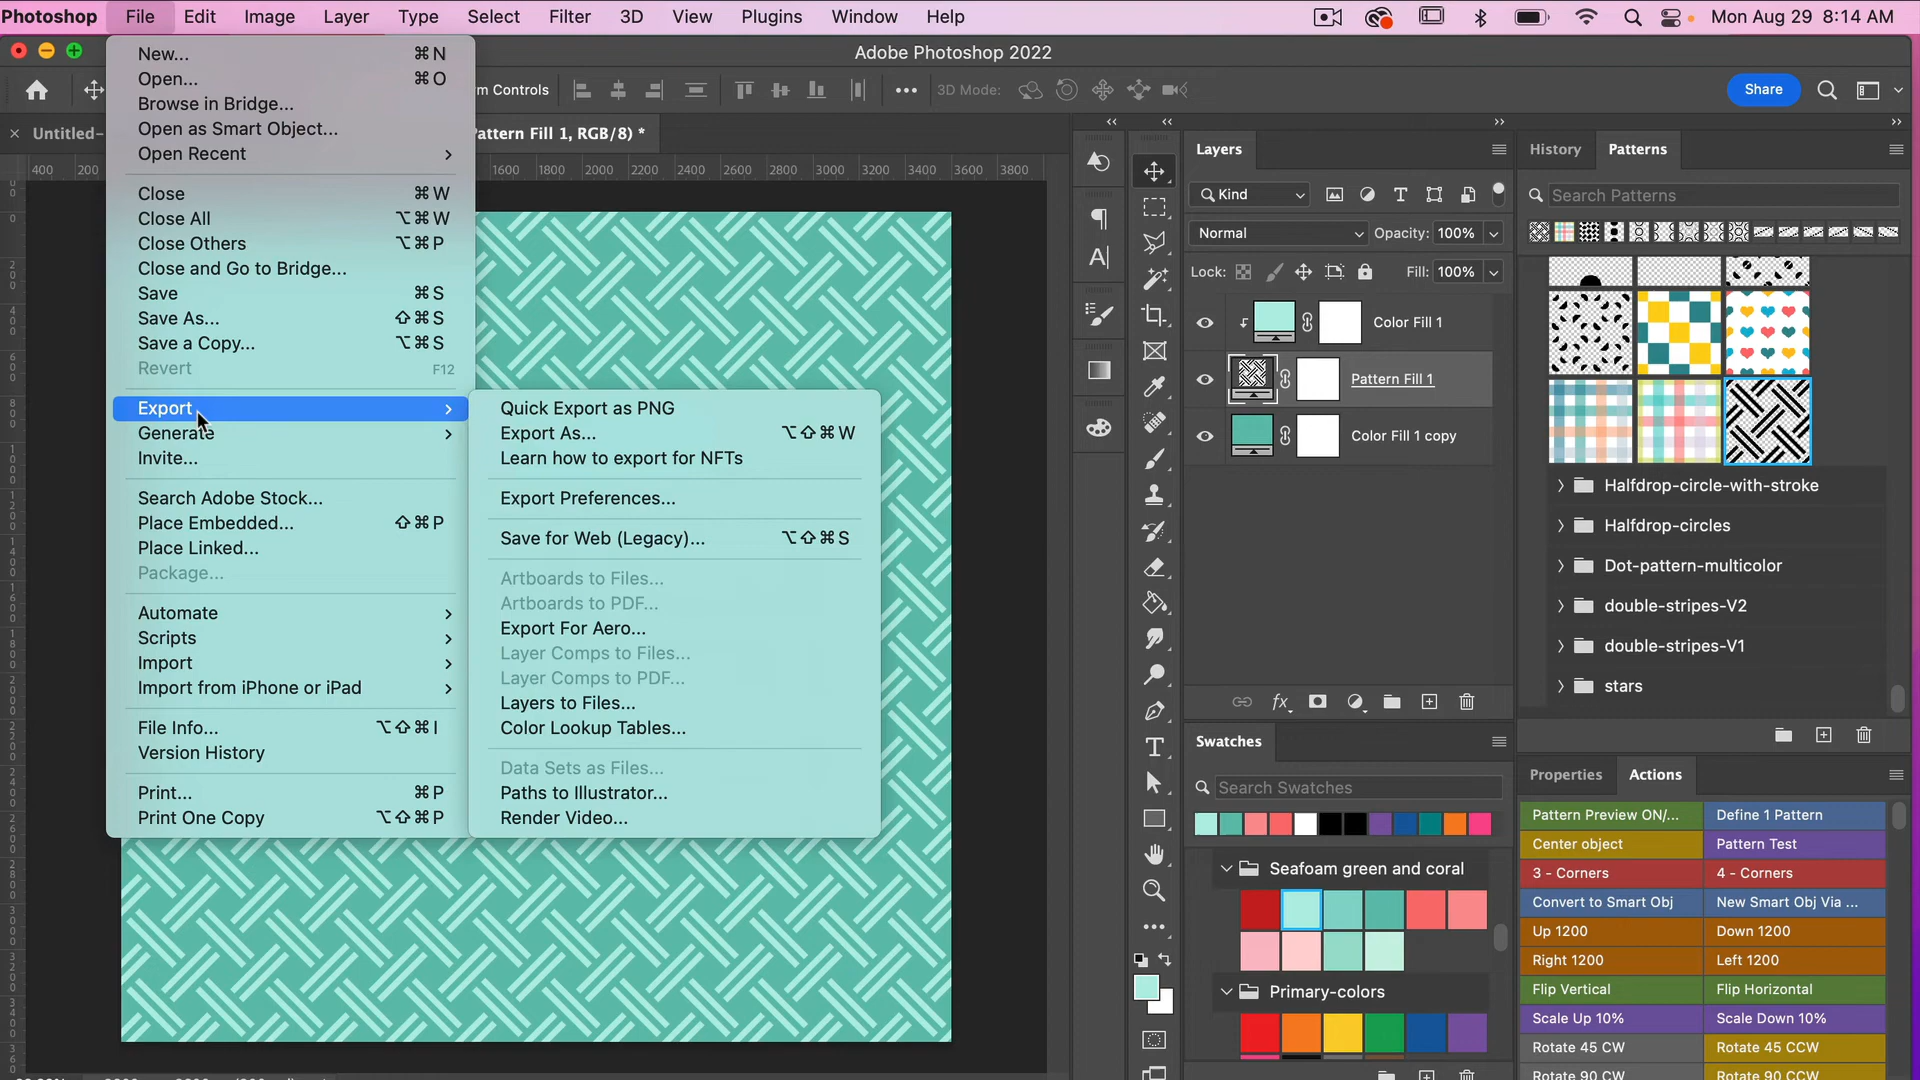 Photoshop File Edit Image Layer Type Select Filter 3D View Plugins Window Help Mon Aug 29 8:14 AM
Adobe Photoshop 2022
m Controls 3D Mode: Share
Untitled- Pattern Fill 1, RGB/8) *
400 200 1600 1800 2000 2200 2400 2600 2800 3000 3200 3400 3600 3800
New... ⌘N
Open... ⌘O
Browse in Bridge...
Open as Smart Object...
Open Recent
Close ⌘W
Close All ⌥⌘W
Close Others ⌥⌘P
Close and Go to Bridge...
Save ⌘S
Save As... ⇧⌘S
Save a Copy... ⌥⌘S
Revert F12
Export
Generate
Invite...
Search Adobe Stock...
Place Embedded... ⇧⌘P
Place Linked...
Package...
Automate
Scripts
Import
Import from iPhone or iPad
File Info... ⌥⇧⌘I
Version History
Print... ⌘P
Print One Copy ⌥⇧⌘P
Quick Export as PNG
Export As... ⌥⇧⌘W
Learn how to export for NFTs
Export Preferences...
Save for Web (Legacy)... ⌥⇧⌘S
Artboards to Files...
Artboards to PDF...
Export For Aero...
Layer Comps to Files...
Layer Comps to PDF...
Layers to Files...
Color Lookup Tables...
Data Sets as Files...
Paths to Illustrator...
Render Video...
Layers
Kind
Normal Opacity: 100%
Lock: Fill: 100%
Color Fill 1
Pattern Fill 1
Color Fill 1 copy
Swatches
Search Swatches
Seafoam green and coral
Primary-colors
History Patterns
Search Patterns
Halfdrop-circle-with-stroke
Halfdrop-circles
Dot-pattern-multicolor
double-stripes-V2
double-stripes-V1
stars
Properties Actions
Pattern Preview ON/... Define 1 Pattern
Center object Pattern Test
3 - Corners 4 - Corners
Convert to Smart Obj New Smart Obj Via ...
Up 1200 Down 1200
Right 1200 Left 1200
Flip Vertical Flip Horizontal
Scale Up 10% Scale Down 10%
Rotate 45 CW Rotate 45 CCW
Rotate 90 CW Rotate 90 CCW